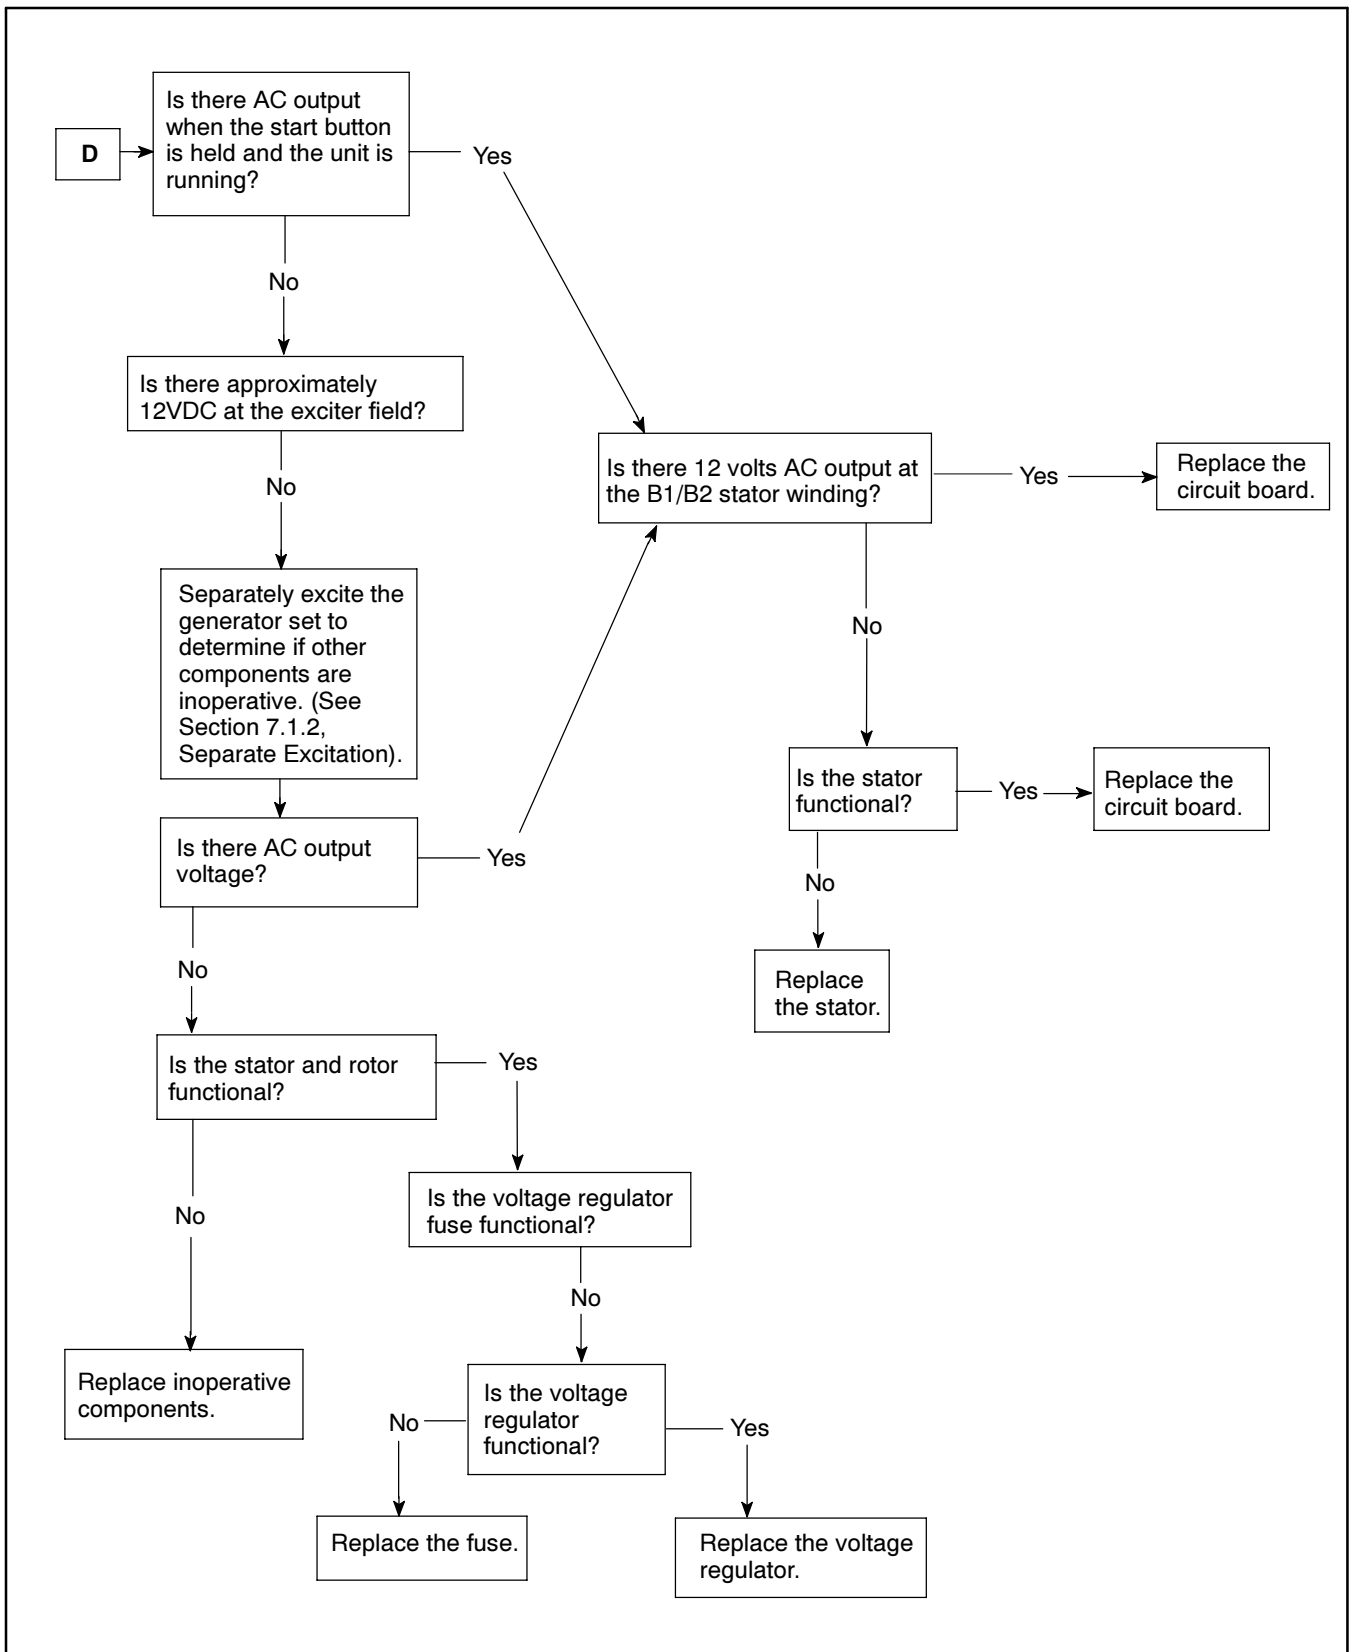 D
Is there AC output
when the start button
is held and the unit is
running?
Yes
No
Is there approximately
12VDC at the exciter field?
No
Separately excite the
generator set to
determine if other
components are
inoperative. (See
Section 7.1.2,
Separate Excitation).
Is there AC output
voltage?
Yes
Is there 12 volts AC output at
the B1/B2 stator winding?
Yes
Replace the
circuit board.
No
Is the stator
functional?
Yes
Replace the
circuit board.
No
Replace
the stator.
No
Is the stator and rotor
functional?
Yes
Is the voltage regulator
fuse functional?
No
Replace inoperative
components.
No
Is the voltage
regulator
functional?
No
Replace the fuse.
Yes
Replace the voltage
regulator.